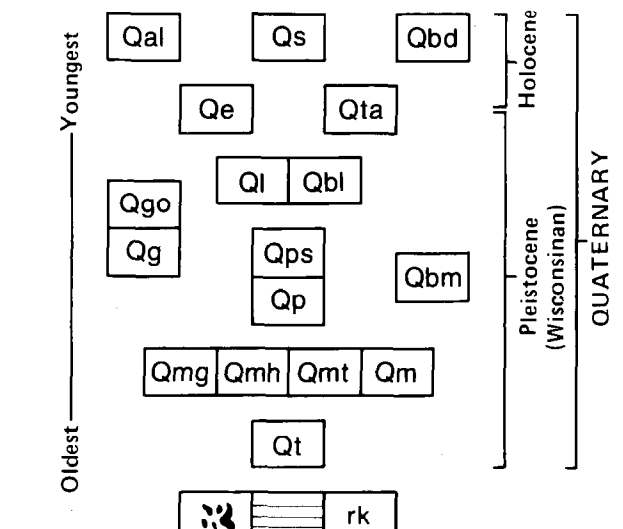 Qal Qs Qbd
Qe Qta
Ql Qbl
Qgo
Qg
Qps
Qp
Qbm
Qmg Qmh Qmt Qm
Qt
rk
Youngest
Oldest
Holocene
Pleistocene
(Wisconsinan)
QUATERNARY